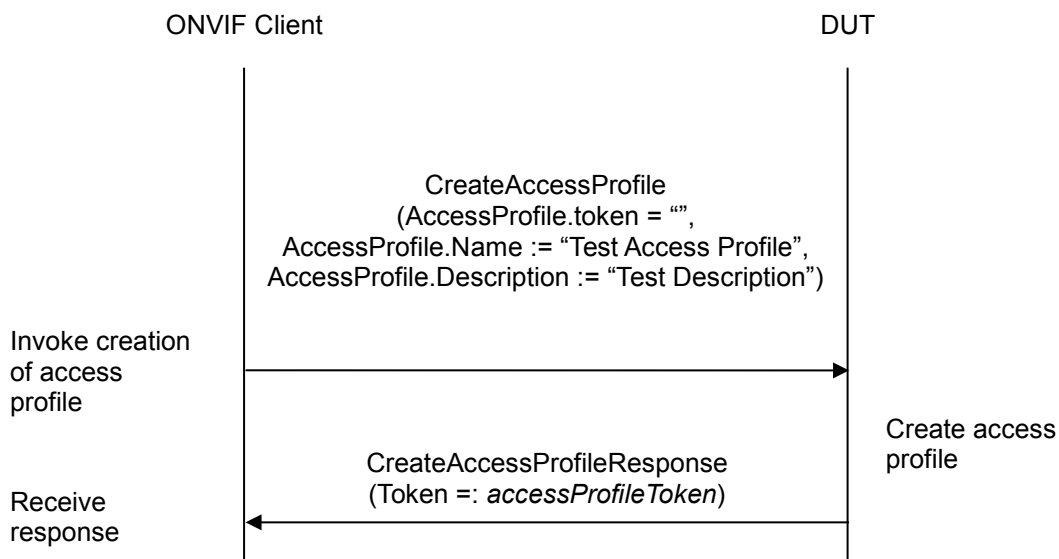 ONVIF Client
DUT
CreateAccessProfile
(AccessProfile.token = “”,
AccessProfile.Name := “Test Access Profile”,
AccessProfile.Description := “Test Description”)
Invoke creation
of access
profile
Create access
profile
CreateAccessProfileResponse
(Token =: accessProfileToken)
Receive
response